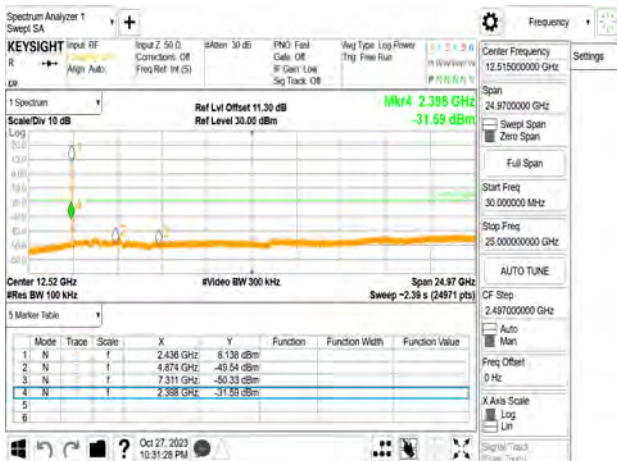 Spectrum Analyzer 1
Swept SA
+
Frequency
KEYSIGHT
Input: RF
Input Z: 50 Ω
#Atten: 30 dB
PNO: Fast
Avg Type: Log-Power
R
Corrections: Off
Gate: Off
Trig: Free Run
Align: Auto
Freq Ref: Int (S)
IF Gain: Low
Sig Track: Off
Center Frequency
12.515000000 GHz
Settings
Span
24.9700000 GHz
Swept Span
Zero Span
Full Span
Start Freq
30.000000 MHz
Stop Freq
25.000000000 GHz
AUTO TUNE
CF Step
2.497000000 GHz
Auto
Man
Freq Offset
0 Hz
X Axis Scale
Log
Lin
Signal Track
1 Spectrum
Ref Lvl Offset 11.30 dB
Mkr4 2.398 GHz
Scale/Div 10 dB
Ref Level 30.00 dBm
-31.59 dBm
Log
Center 12.52 GHz
#Video BW 300 kHz
Span 24.97 GHz
#Res BW 100 kHz
Sweep ~2.39 s (24971 pts)
5 Marker Table
Mode Trace Scale X Y Function Function Width Function Value
1 N f 2.436 GHz 8.138 dBm
2 N f 4.874 GHz -49.54 dBm
3 N f 7.311 GHz -50.33 dBm
4 N f 2.398 GHz -31.59 dBm
5
6
?
Oct 27, 2023
10:31:28 PM